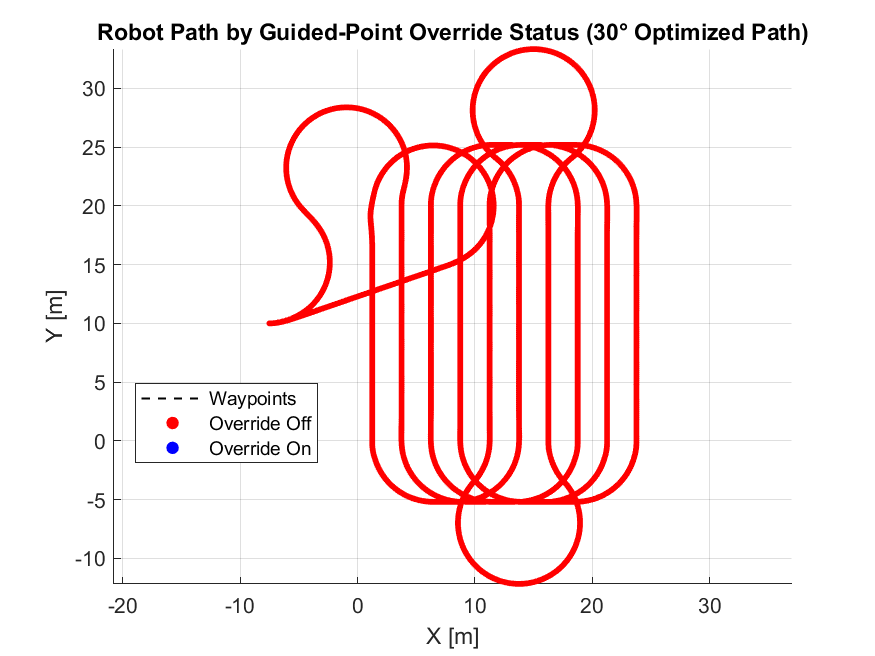 Robot Path by Guided-Point Override Status (30° Optimized Path)
30
25
20
15
10
5
0
-5
-10
Y [m]
Waypoints
Override Off
Override On
-20 -10 0 10 20 30
X [m]